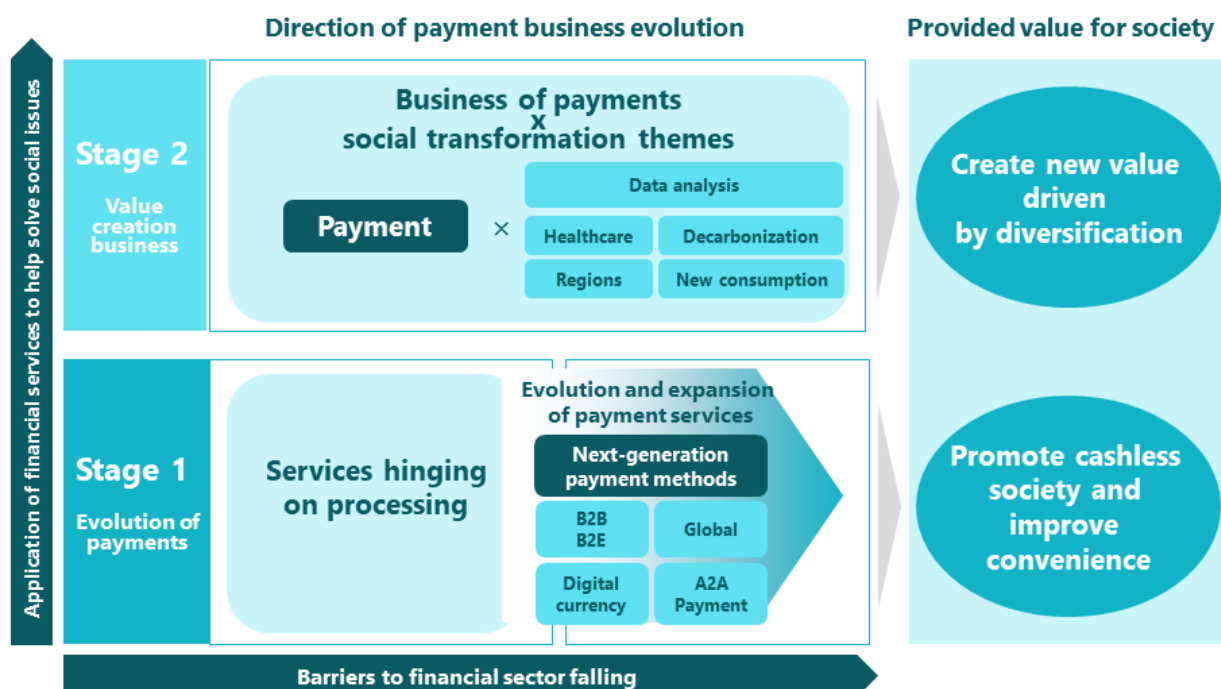 Direction of payment business evolution
Provided value for society
Application of financial services to help solve social issues
Stage 2
Value
creation
business
Business of payments
x
social transformation themes
Payment
×
Data analysis
Healthcare
Decarbonization
Regions
New consumption
Create new value
driven
by diversification
Stage 1
Evolution of
payments
Services hinging
on processing
Evolution and expansion
of payment services
Next-generation
payment methods
B2B
B2E
Global
Digital
currency
A2A
Payment
Promote cashless
society and
improve
convenience
Barriers to financial sector falling